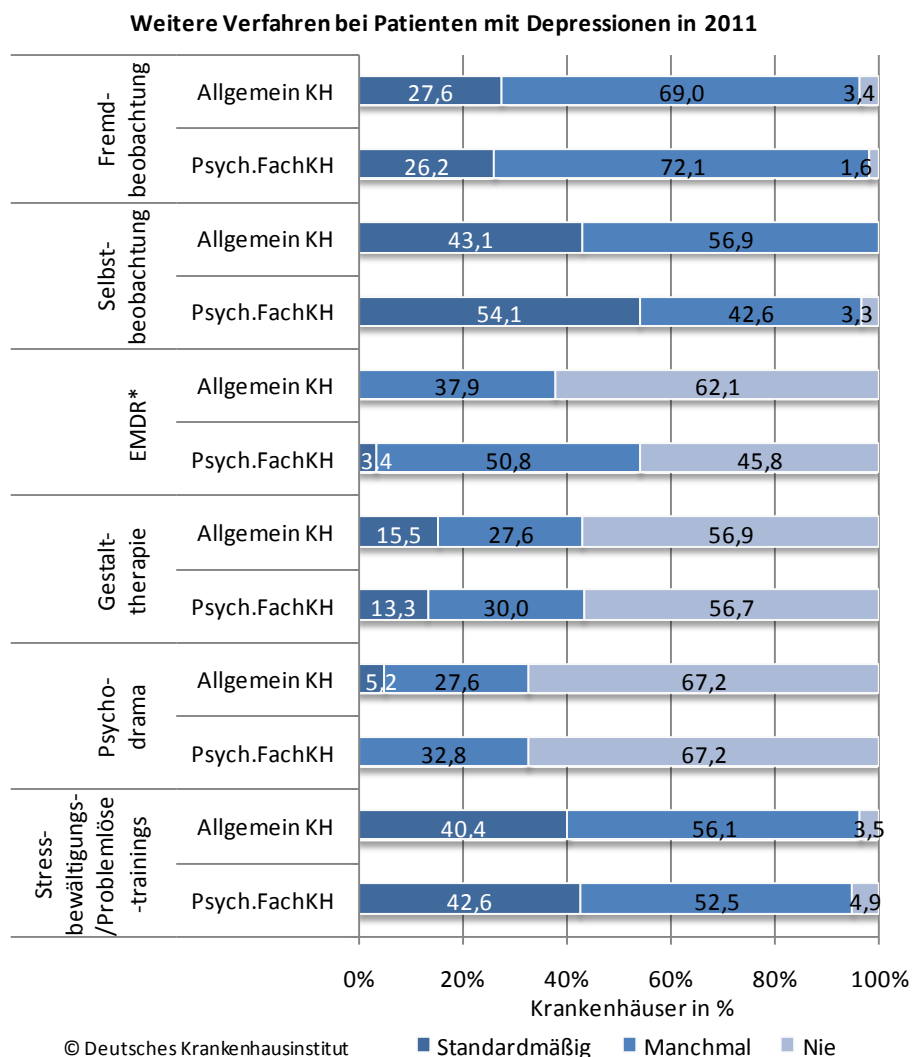 Weitere Verfahren bei Patienten mit Depressionen in 2011
Fremd-
beobachtung
Allgemein KH
27,6 69,0 3,4
Psych.FachKH
26,2 72,1 1,6
Selbst-
beobachtung
Allgemein KH
43,1 56,9
Psych.FachKH
54,1 42,6 3,3
EMDR*
Allgemein KH
37,9 62,1
Psych.FachKH
3,4 50,8 45,8
Gestalt-
therapie
Allgemein KH
15,5 27,6 56,9
Psych.FachKH
13,3 30,0 56,7
Psycho-
drama
Allgemein KH
5,2 27,6 67,2
Psych.FachKH
32,8 67,2
Stress-
bewältigungs-
/Problemlöse
-trainings
Allgemein KH
40,4 56,1 3,5
Psych.FachKH
42,6 52,5 4,9
0% 20% 40% 60% 80% 100%
Krankenhäuser in %
© Deutsches Krankenhausinstitut
Standardmäßig Manchmal Nie